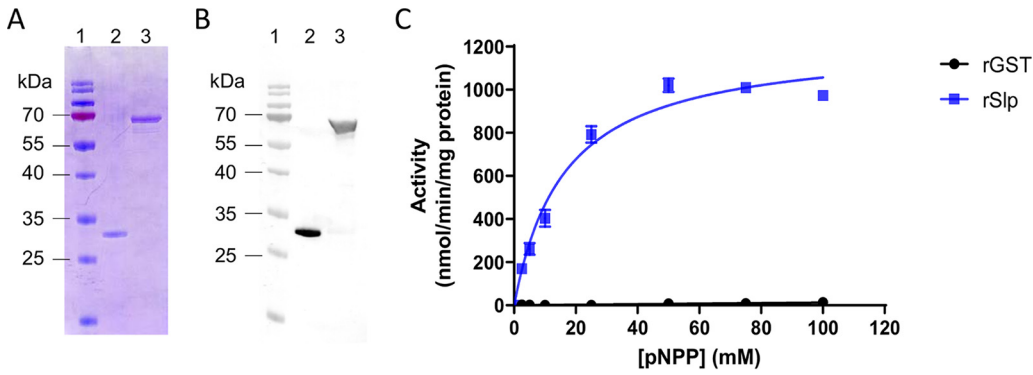 A
1 2 3
kDa
70
55
40
35
25
B
1 2 3
kDa
70
55
40
35
25
C
1200
1000
800
600
400
200
0
Activity
(nmol/min/mg protein)
0 20 40 60 80 100 120
[pNPP] (mM)
rGST
rSlp